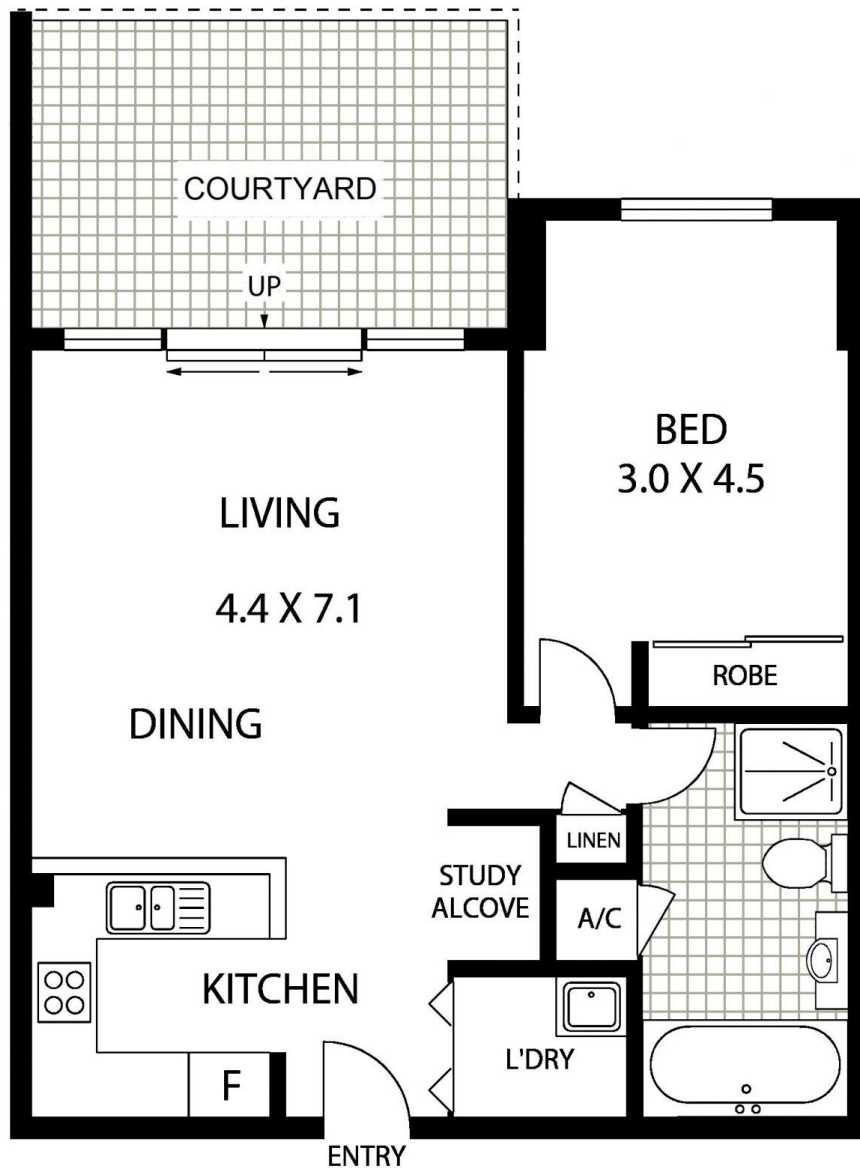 COURTYARD
UP
BED
3.0 X 4.5
LIVING
4.4 X 7.1
ROBE
DINING
LINEN
STUDY
ALCOVE
A/C
KITCHEN
L'DRY
F
ENTRY